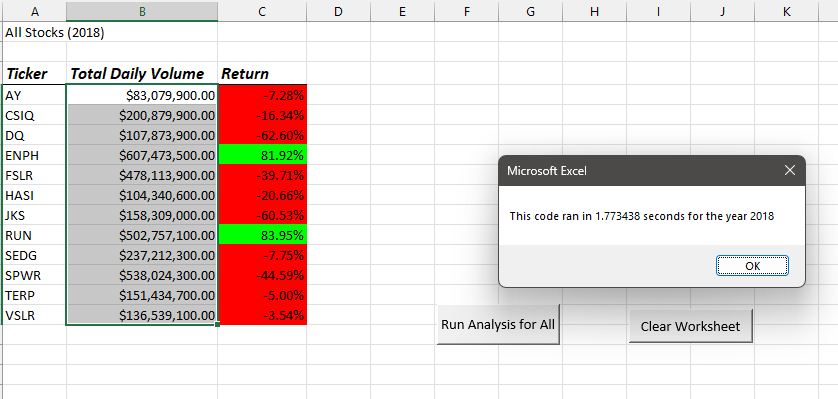 A B C D E F G H I J K
All Stocks (2018)
Ticker Total Daily Volume Return
AY $83,079,900.00 -7.28%
CSIQ $200,879,900.00 -16.34%
DQ $107,873,900.00 -62.60%
ENPH $607,473,500.00 81.92%
FSLR $478,113,900.00 -39.71%
HASI $104,340,600.00 -20.66%
JKS $158,309,000.00 -60.53%
RUN $502,757,100.00 83.95%
SEDG $237,212,300.00 -7.75%
SPWR $538,024,300.00 -44.59%
TERP $151,434,700.00 -5.00%
VSLR $136,539,100.00 -3.54%
Microsoft Excel
This code ran in 1.773438 seconds for the year 2018
OK
Run Analysis for All
Clear Worksheet